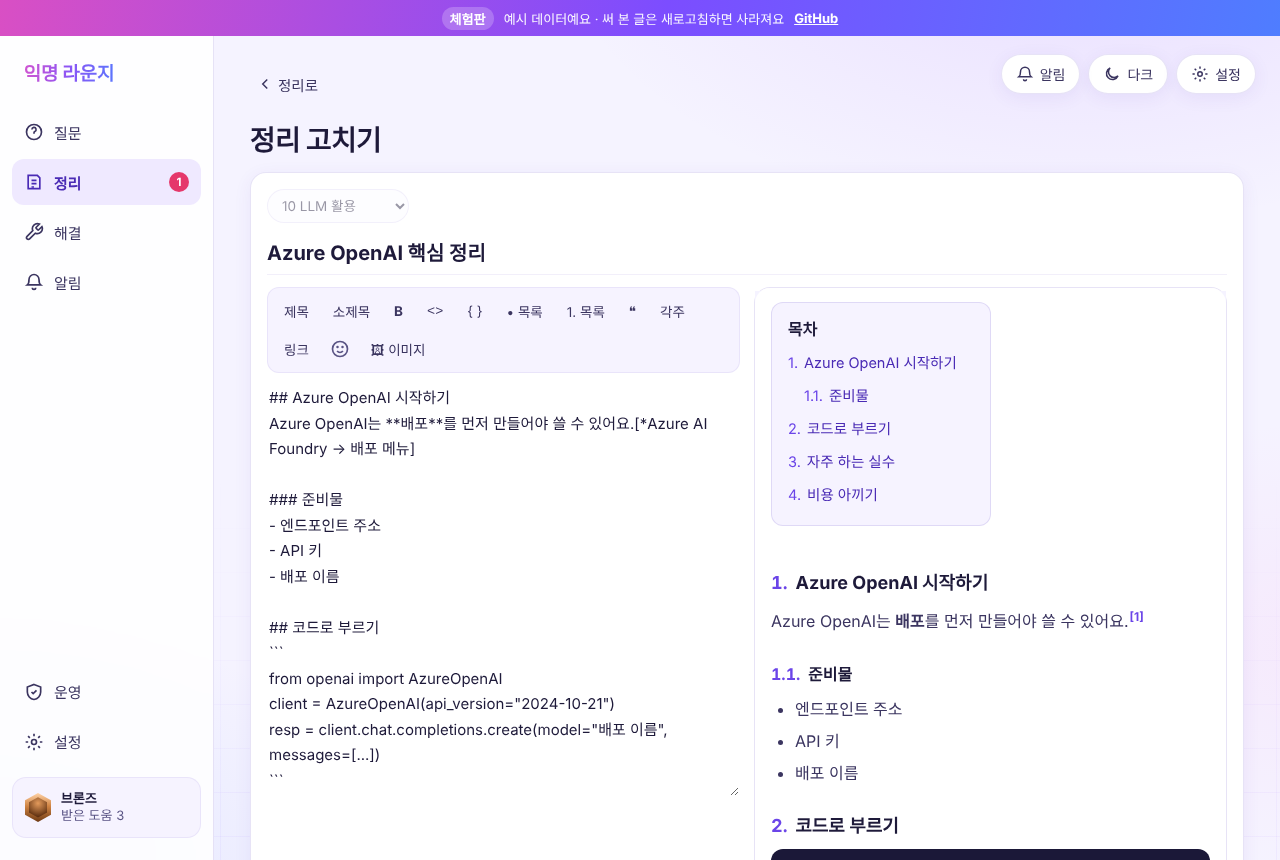 체험판 예시 데이터예요 · 써 본 글은 새로고침하면 사라져요 GitHub
익명 라운지
질문
정리 1
해결
알림
운영
설정
브론즈
받은 도움 3
정리로
알림
다크
설정
정리 고치기
10 LLM 활용
Azure OpenAI 핵심 정리
제목 소제목 B <> { } • 목록 1. 목록 ❝ 각주
링크 🖼 이미지
## Azure OpenAI 시작하기
Azure OpenAI는 **배포**를 먼저 만들어야 쓸 수 있어요.[*Azure AI
Foundry → 배포 메뉴]
### 준비물
- 엔드포인트 주소
- API 키
- 배포 이름
## 코드로 부르기
```
from openai import AzureOpenAI
client = AzureOpenAI(api_version="2024-10-21")
resp = client.chat.completions.create(model="배포 이름",
messages=[...])
```
목차
1. Azure OpenAI 시작하기
1.1. 준비물
2. 코드로 부르기
3. 자주 하는 실수
4. 비용 아끼기
1. Azure OpenAI 시작하기
Azure OpenAI는 배포를 먼저 만들어야 쓸 수 있어요.[1]
1.1. 준비물
• 엔드포인트 주소
• API 키
• 배포 이름
2. 코드로 부르기